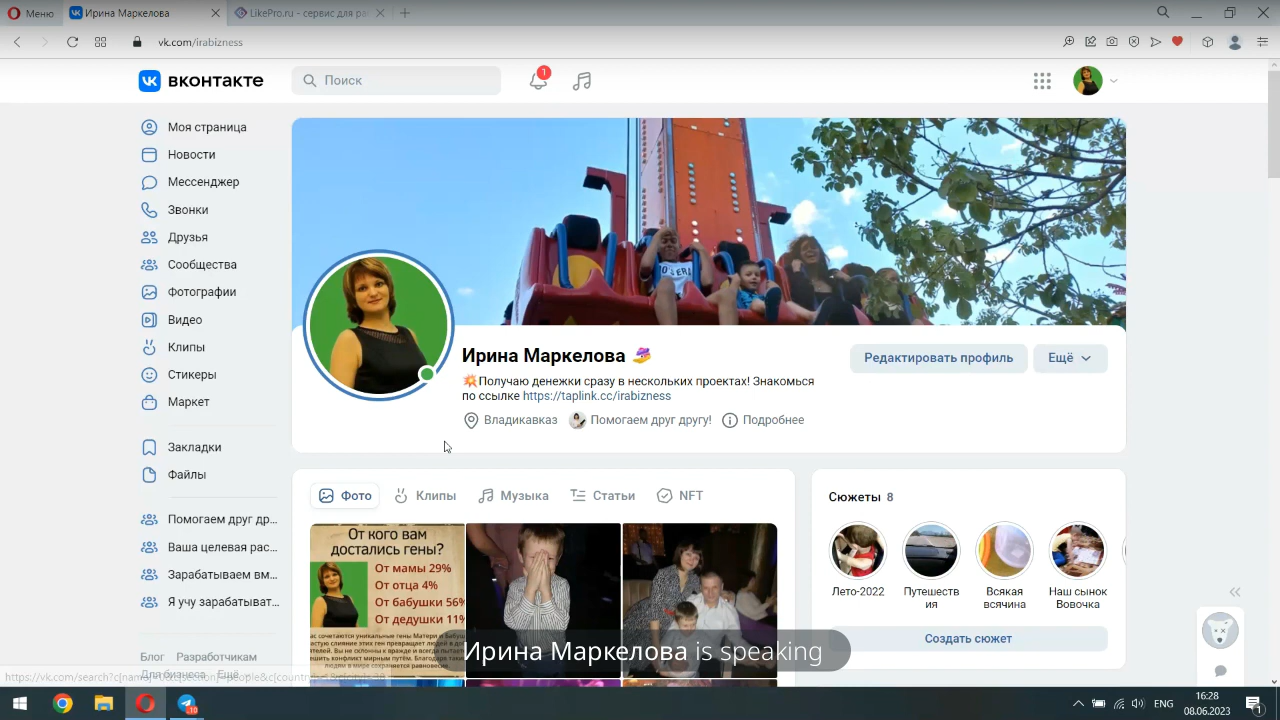 Меню
Ирина Маркелова
LikePro.ru - сервис для ра
vk.com/irabizness
вконтакте
Поиск
1
Моя страница
Новости
Мессенджер
Звонки
Друзья
Сообщества
Фотографии
Видео
Клипы
Стикеры
Маркет
Закладки
Файлы
Помогаем друг др...
Ваша целевая рас...
Зарабатываем вм...
Я учу зарабатыват...
Блог Разработчикам
Для бизнеса Ещё
Ирина Маркелова
Редактировать профиль
Ещё
Получаю денежки сразу в нескольких проектах! Знакомься
по ссылке https://taplink.cc/irabizness
Владикавказ Помогаем друг другу! Подробнее
Фото Клипы Музыка Статьи NFT
От кого вам
достались гены?
От мамы 29%
От отца 4%
От бабушки 56%
От дедушки 11%
Сюжеты 8
Лето-2022
Путешеств
ия
Всякая
всячина
Наш сынок
Вовочка
Создать сюжет
Ирина Маркелова is speaking
10
ENG
16:28
08.06.2023
1